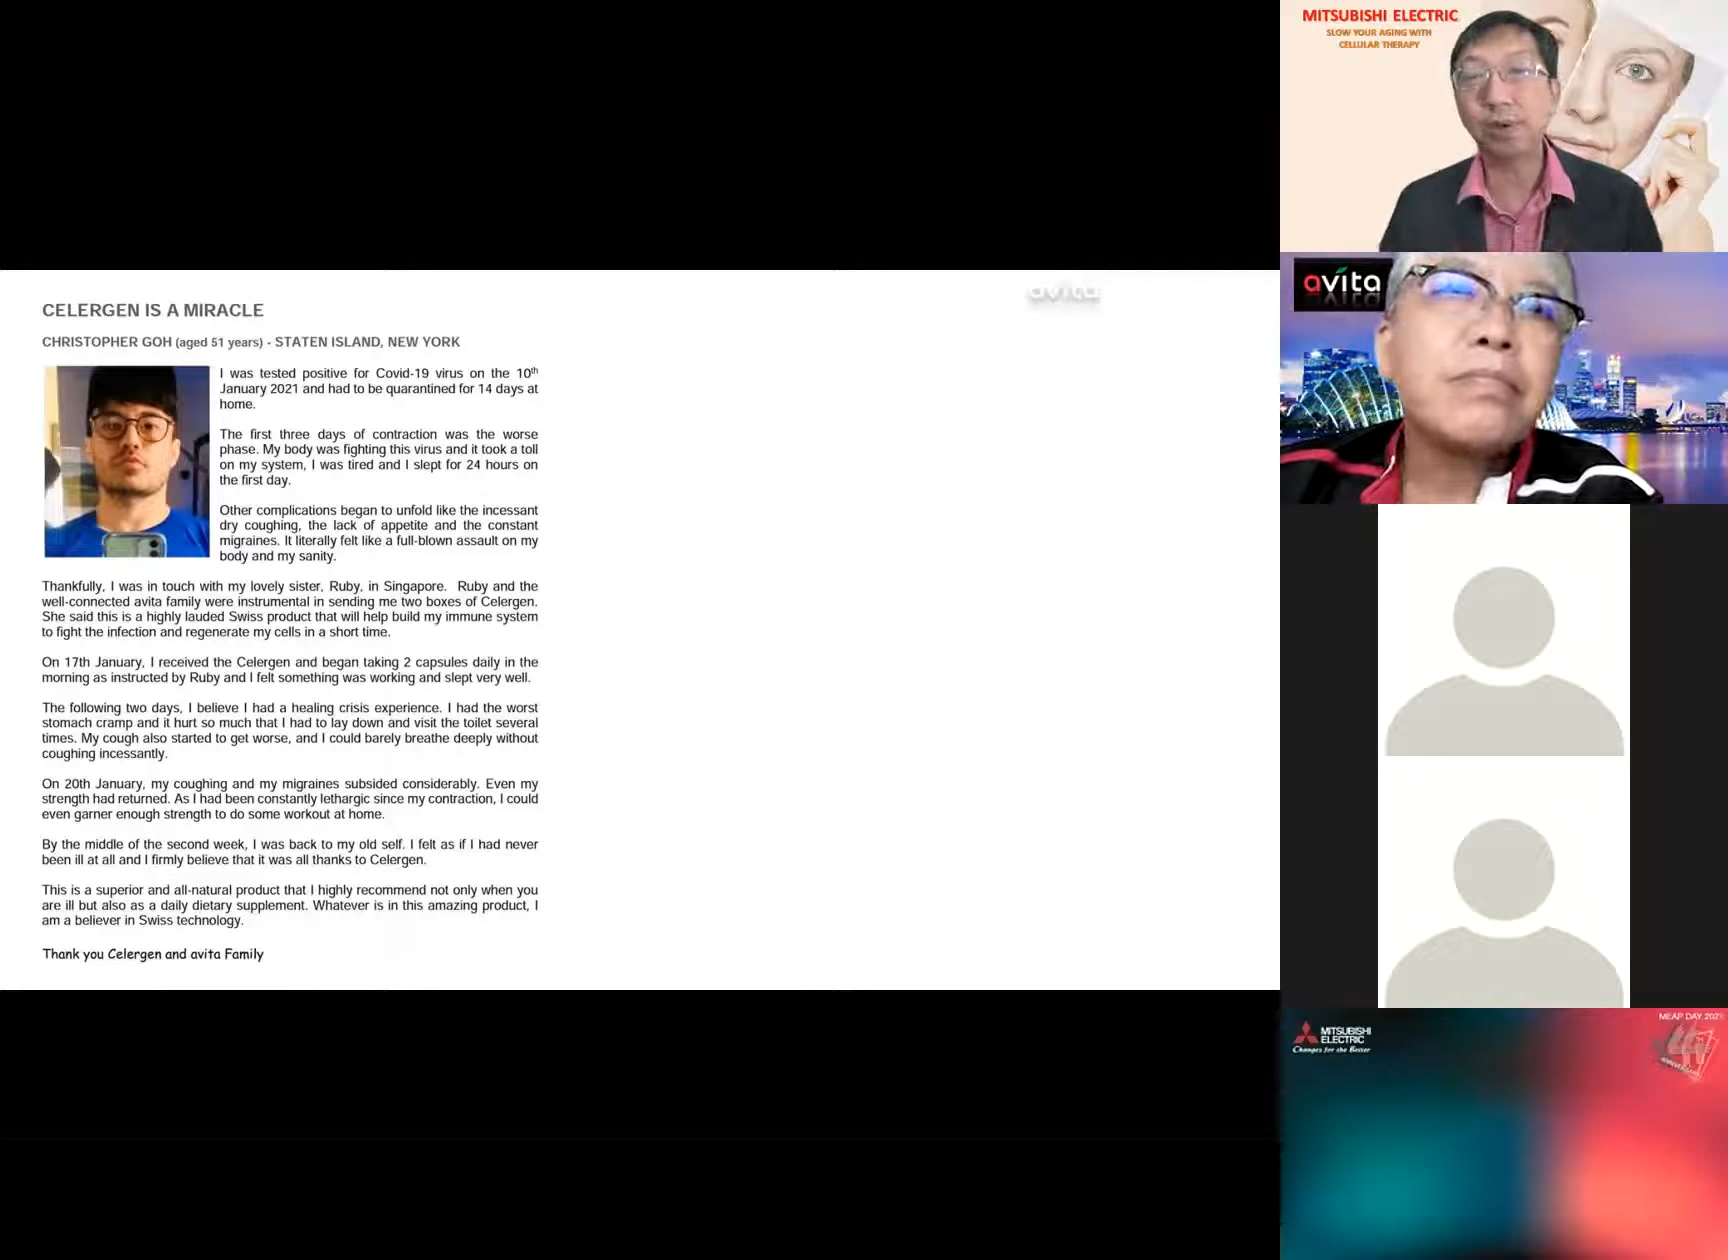 CELERGEN IS A MIRACLE
CHRISTOPHER GOH (aged 51 years) - STATEN ISLAND, NEW YORK
I was tested positive for Covid-19 virus on the 10th
January 2021 and had to be quarantined for 14 days at
home.
The first three days of contraction was the worse
phase. My body was fighting this virus and it took a toll
on my system, I was tired and I slept for 24 hours on
the first day.
Other complications began to unfold like the incessant
dry coughing, the lack of appetite and the constant
migraines. It literally felt like a full-blown assault on my
body and my sanity.
Thankfully, I was in touch with my lovely sister, Ruby, in Singapore. Ruby and the
well-connected avita family were instrumental in sending me two boxes of Celergen.
She said this is a highly lauded Swiss product that will help build my immune system
to fight the infection and regenerate my cells in a short time.
On 17th January, I received the Celergen and began taking 2 capsules daily in the
morning as instructed by Ruby and I felt something was working and slept very well.
The following two days, I believe I had a healing crisis experience. I had the worst
stomach cramp and it hurt so much that I had to lay down and visit the toilet several
times. My cough also started to get worse, and I could barely breathe deeply without
coughing incessantly.
On 20th January, my coughing and my migraines subsided considerably. Even my
strength had returned. As I had been constantly lethargic since my contraction, I could
even garner enough strength to do some workout at home.
By the middle of the second week, I was back to my old self. I felt as if I had never
been ill at all and I firmly believe that it was all thanks to Celergen.
This is a superior and all-natural product that I highly recommend not only when you
are ill but also as a daily dietary supplement. Whatever is in this amazing product, I
am a believer in Swiss technology.
Thank you Celergen and avita Family
avita
MITSUBISHI ELECTRIC
SLOW YOUR AGING WITH
CELLULAR THERAPY
avita
MITSUBISHI
ELECTRIC
Changes for the Better
MEAP DAY 2021